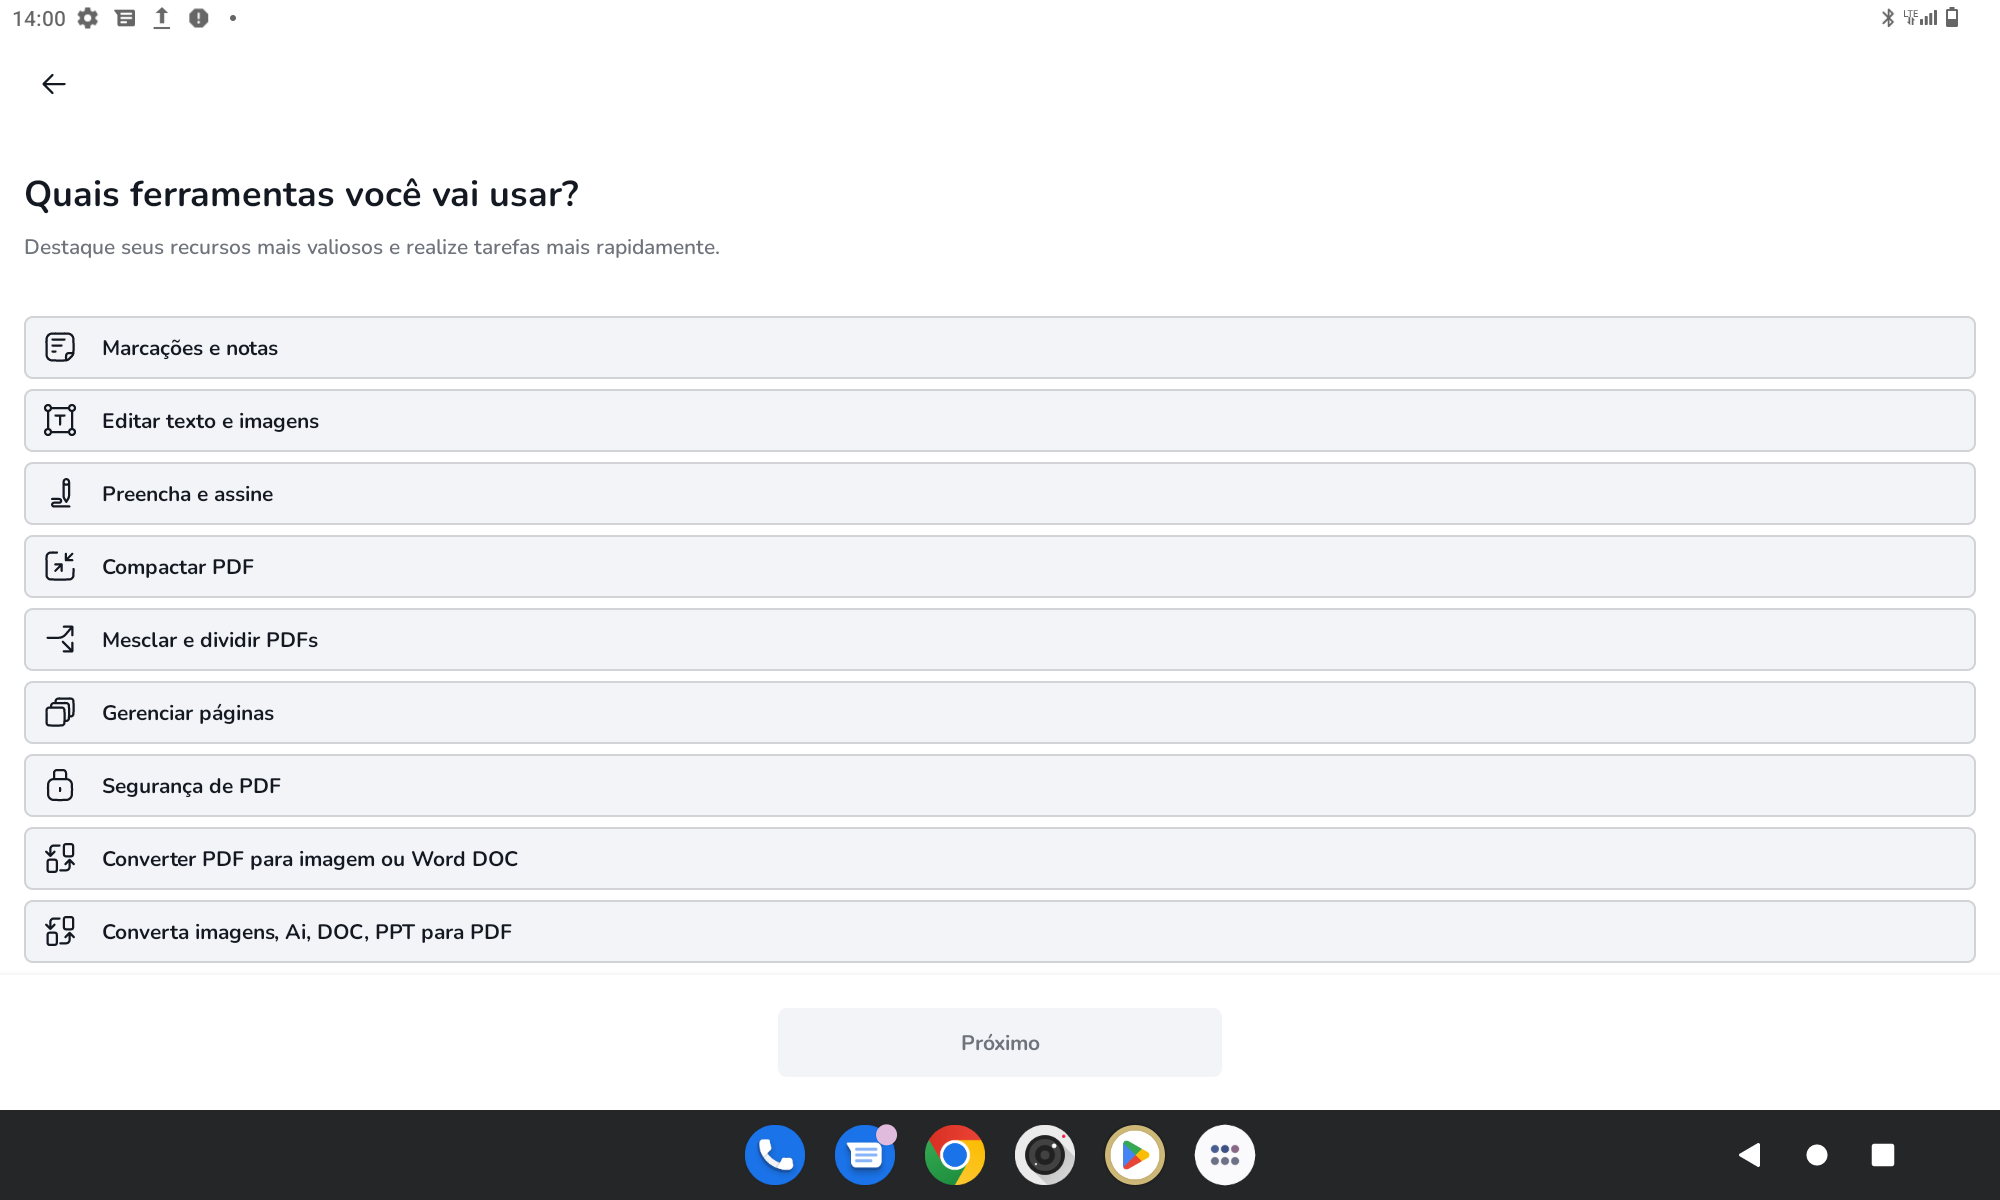 14:00
LTE
Quais ferramentas você vai usar?
Destaque seus recursos mais valiosos e realize tarefas mais rapidamente.
Marcações e notas
Editar texto e imagens
Preencha e assine
Compactar PDF
Mesclar e dividir PDFs
Gerenciar páginas
Segurança de PDF
Converter PDF para imagem ou Word DOC
Converta imagens, Ai, DOC, PPT para PDF
Próximo